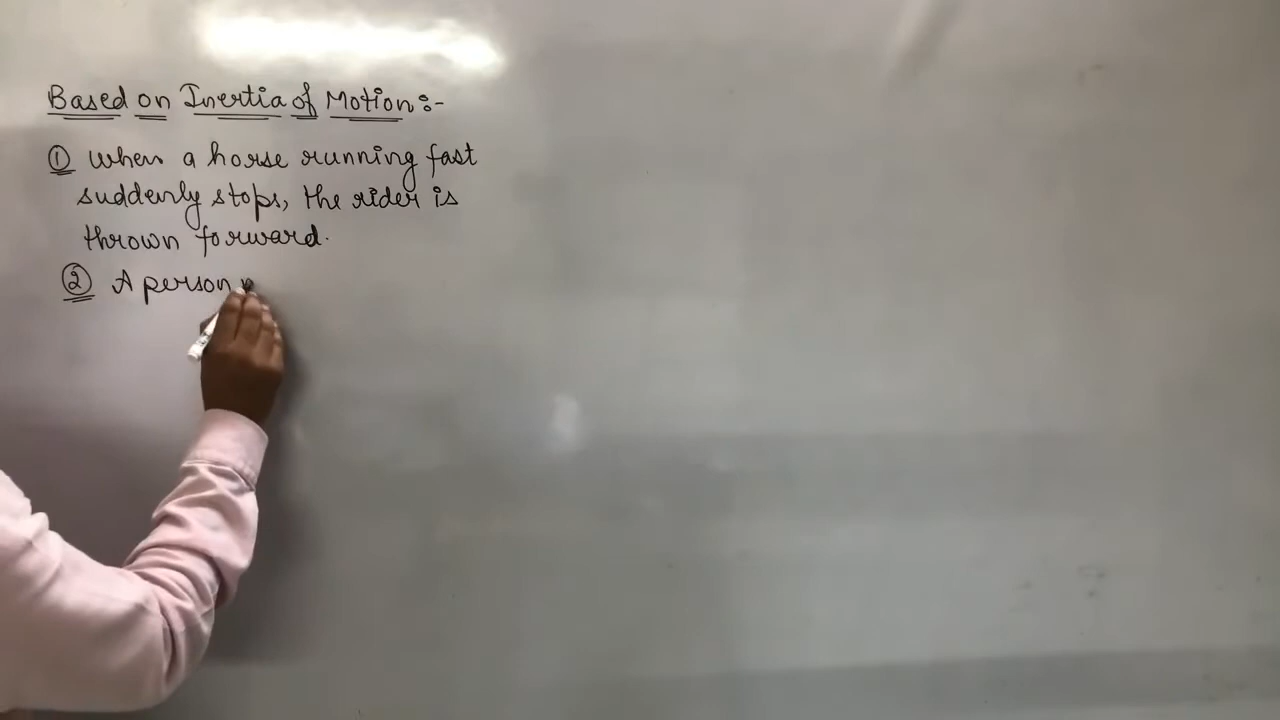 Based on Inertia of Motion:-
① when a horse running fast
suddenly stops, the rider is
thrown forward.
② A person